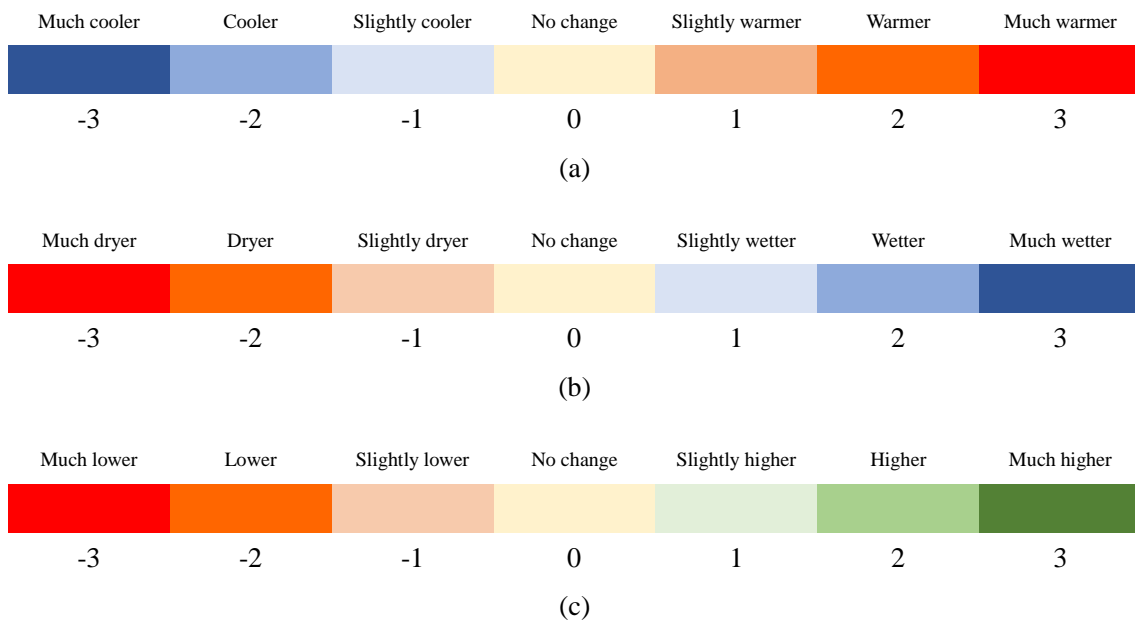 Much cooler Cooler Slightly cooler No change Slightly warmer Warmer Much warmer
-3 -2 -1 0 1 2 3
(a)
Much dryer Dryer Slightly dryer No change Slightly wetter Wetter Much wetter
-3 -2 -1 0 1 2 3
(b)
Much lower Lower Slightly lower No change Slightly higher Higher Much higher
-3 -2 -1 0 1 2 3
(c)